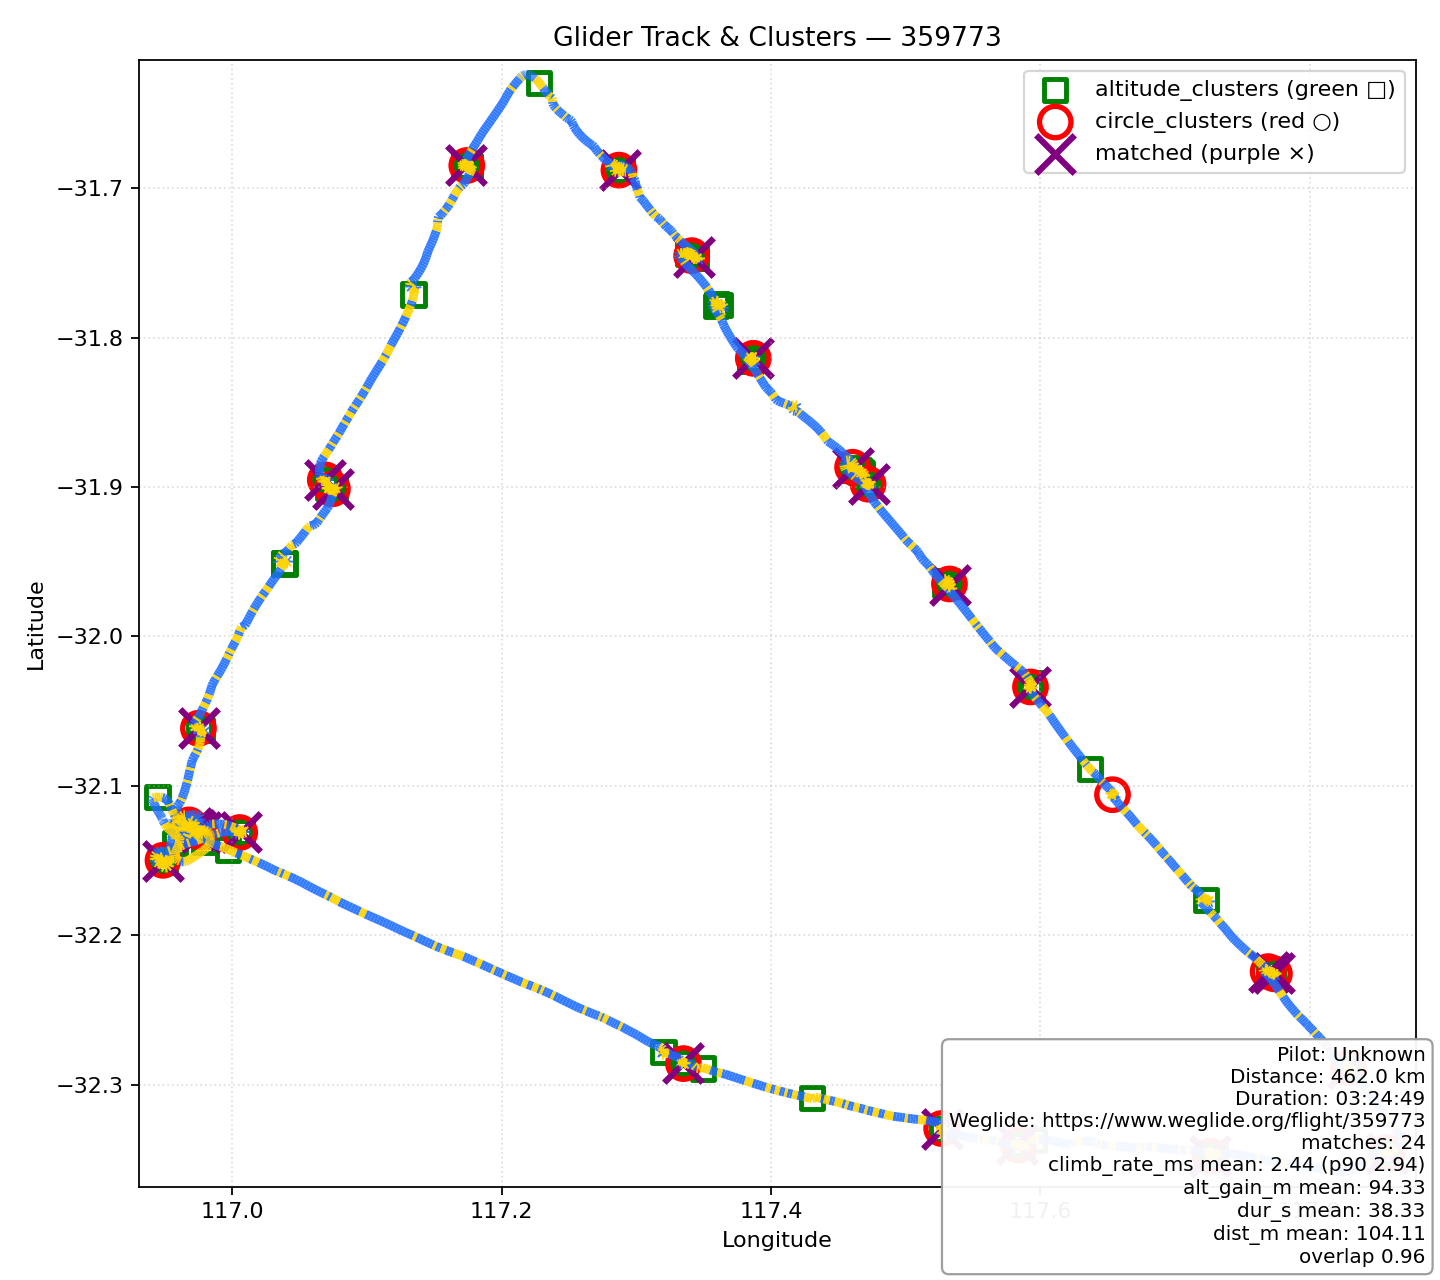 Glider Track & Clusters — 359773
altitude_clusters (green □)
circle_clusters (red ○)
matched (purple ×)
Latitude
−31.7
−31.8
−31.9
−32.0
−32.1
−32.2
−32.3
117.0
117.2
117.4
117.6
Longitude
Pilot: Unknown
Distance: 462.0 km
Duration: 03:24:49
Weglide: https://www.weglide.org/flight/359773
matches: 24
climb_rate_ms mean: 2.44 (p90 2.94)
alt_gain_m mean: 94.33
dur_s mean: 38.33
dist_m mean: 104.11
overlap 0.96